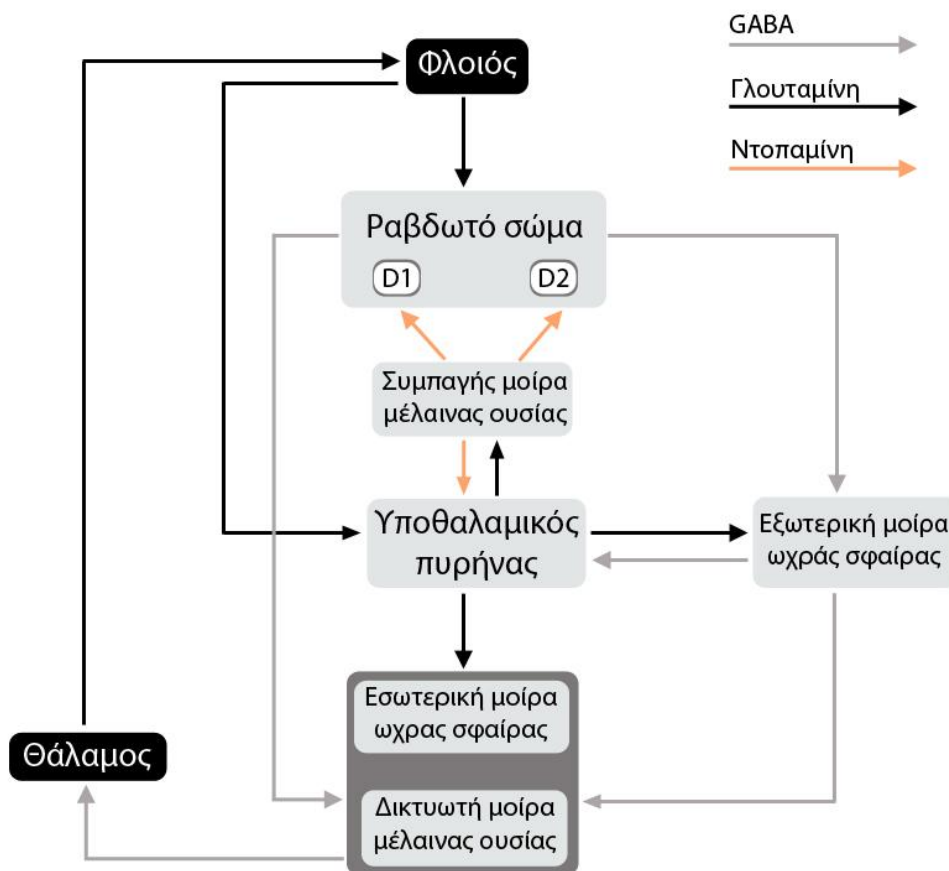 GABA
Φλοιός
Γλουταμίνη
Ντοπαμίνη
Ραβδωτό σώμα
D1
D2
Συμπαγής μοίρα
μέλαινας ουσίας
Υποθαλαμικός
πυρήνας
Εξωτερική μοίρα
ωχράς σφαίρας
Εσωτερική μοίρα
ωχρας σφαίρας
Θάλαμος
Δικτυωτή μοίρα
μέλαινας ουσίας